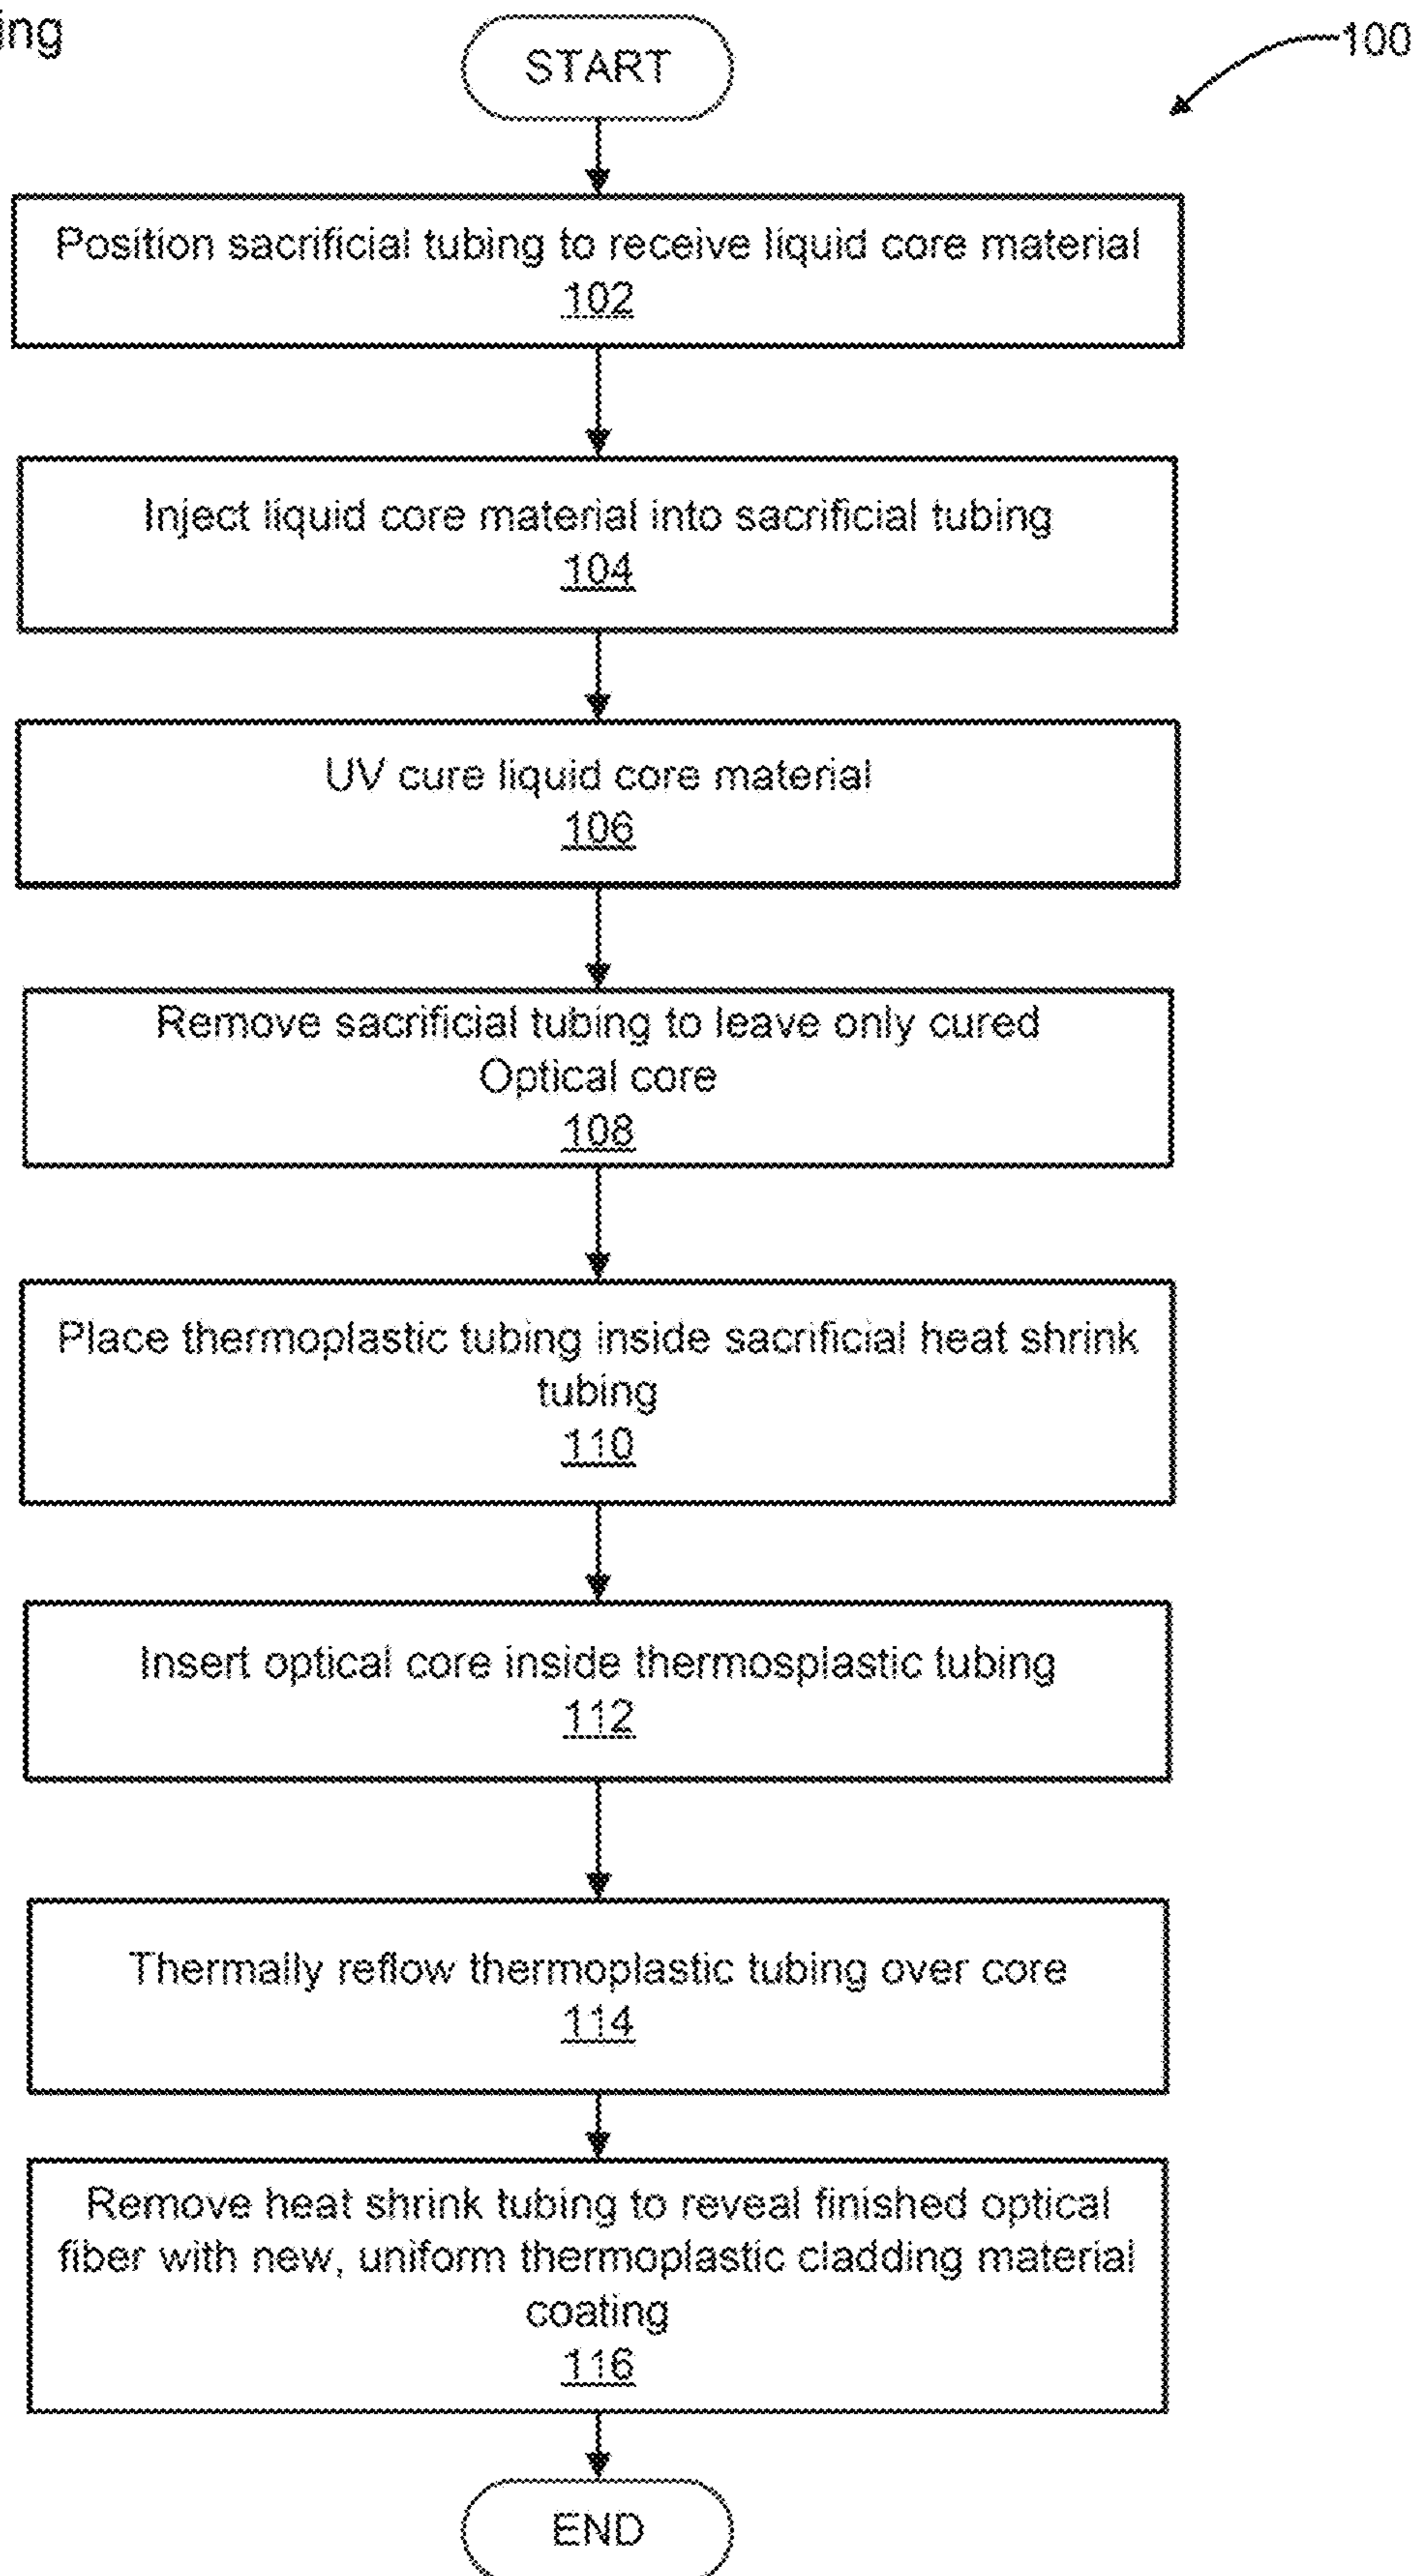 ing
START
100
Position sacrificial tubing to receive liquid core material
102
Inject liquid core material into sacrificial tubing
104
UV cure liquid core material
106
Remove sacrificial tubing to leave only cured
Optical core
108
Place thermoplastic tubing inside sacrificial heat shrink
tubing
110
Insert optical core inside thermosplastic tubing
112
Thermally reflow thermoplastic tubing over core
114
Remove heat shrink tubing to reveal finished optical
fiber with new, uniform thermoplastic cladding material
coating
116
END